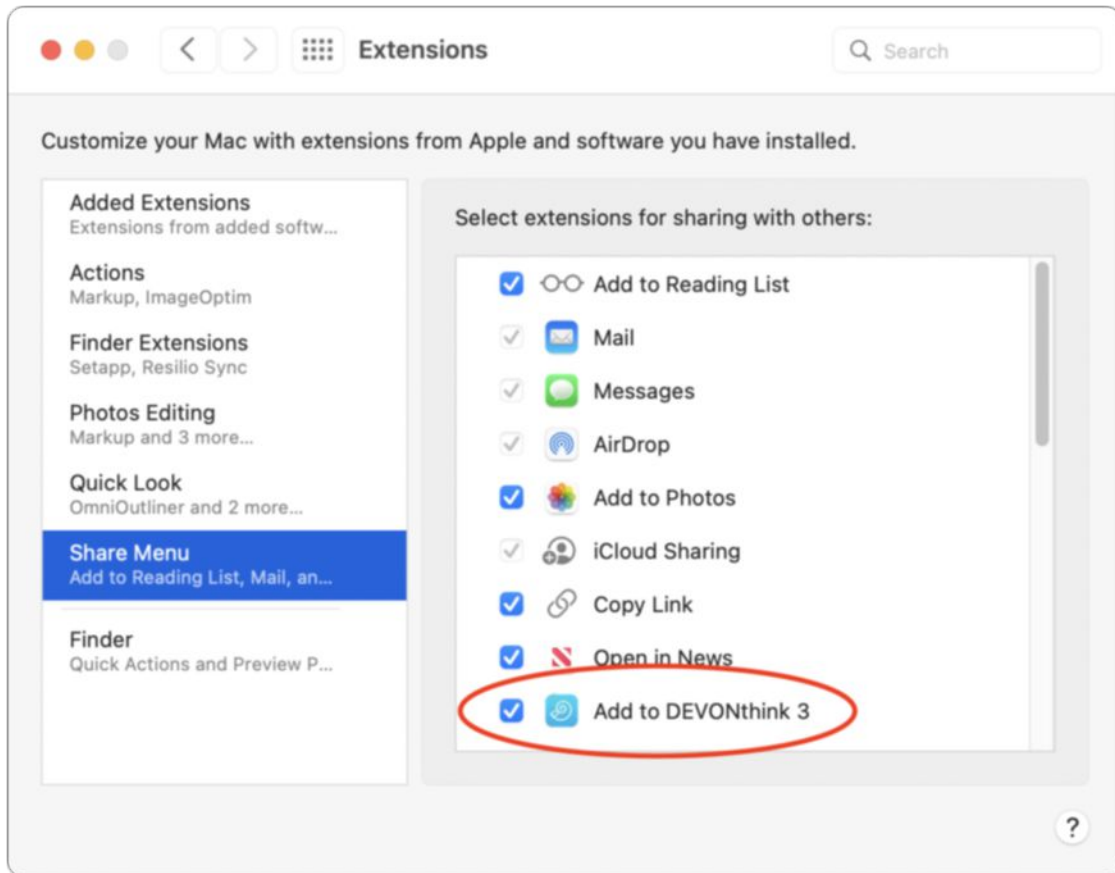 Extensions
Search
Customize your Mac with extensions from Apple and software you have installed.
Added Extensions
Extensions from added softw...
Actions
Markup, ImageOptim
Finder Extensions
Setapp, Resilio Sync
Photos Editing
Markup and 3 more...
Quick Look
OmniOutliner and 2 more...
Share Menu
Add to Reading List, Mail, an...
Finder
Quick Actions and Preview P...
Select extensions for sharing with others:
Add to Reading List
Mail
Messages
AirDrop
Add to Photos
iCloud Sharing
Copy Link
Open in News
Add to DEVONthink 3
?